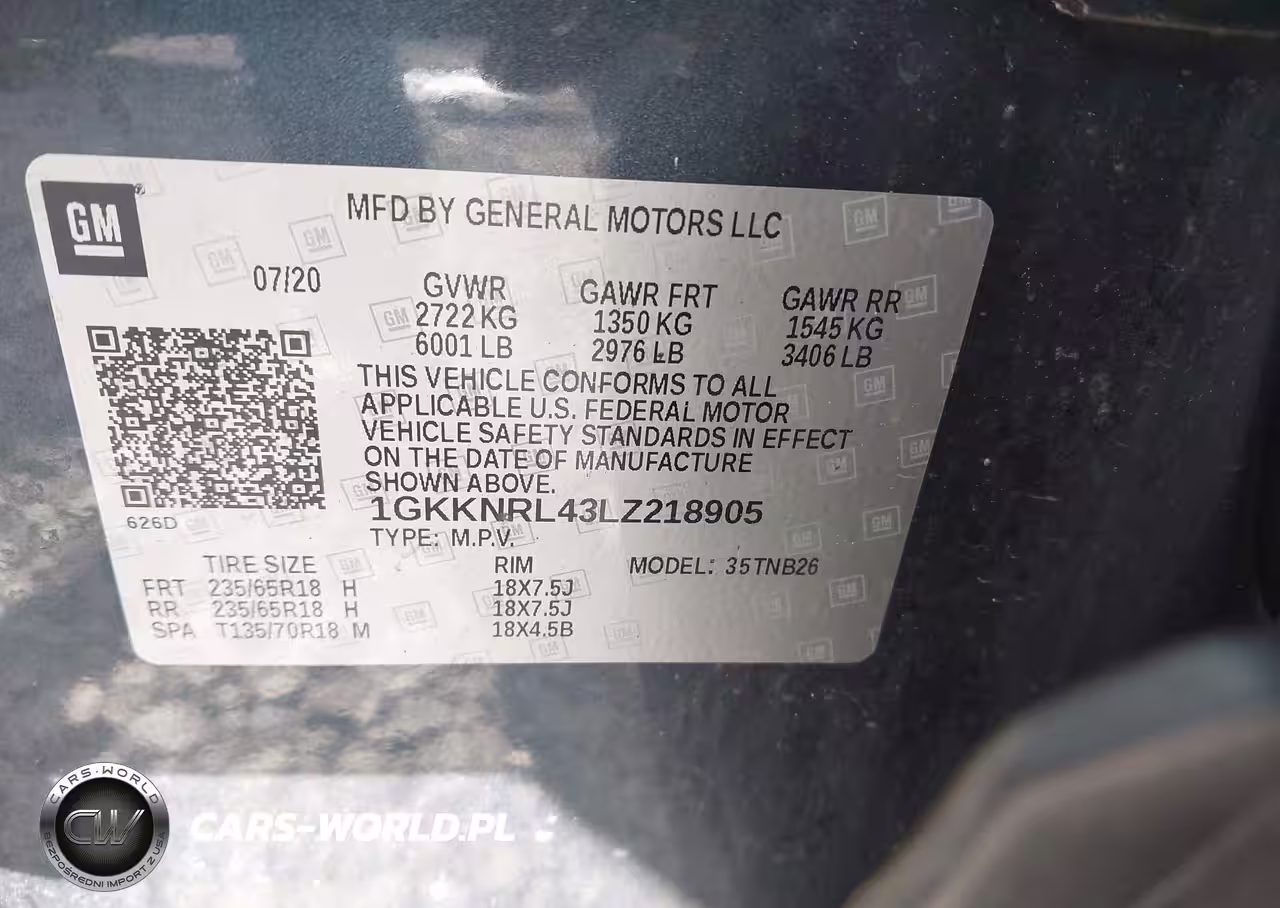 GM
MFD BY GENERAL MOTORS LLC
07/20 GVWR GAWR FRT GAWR RR
2722 KG 1350 KG 1545 KG
6001 LB 2976 LB 3406 LB
THIS VEHICLE CONFORMS TO ALL
APPLICABLE U.S. FEDERAL MOTOR
VEHICLE SAFETY STANDARDS IN EFFECT
ON THE DATE OF MANUFACTURE
SHOWN ABOVE.
626D
1GKKNRL43LZ218905
TYPE: M.P.V.
TIRE SIZE RIM MODEL: 35TNB26
FRT 235/65R18 H 18X7.5J
RR 235/65R18 H 18X7.5J
SPA T135/70R18 M 18X4.5B
CARS-WORLD
CW
BEZPOŚREDNI IMPORT Z USA
CARS-WORLD.PL